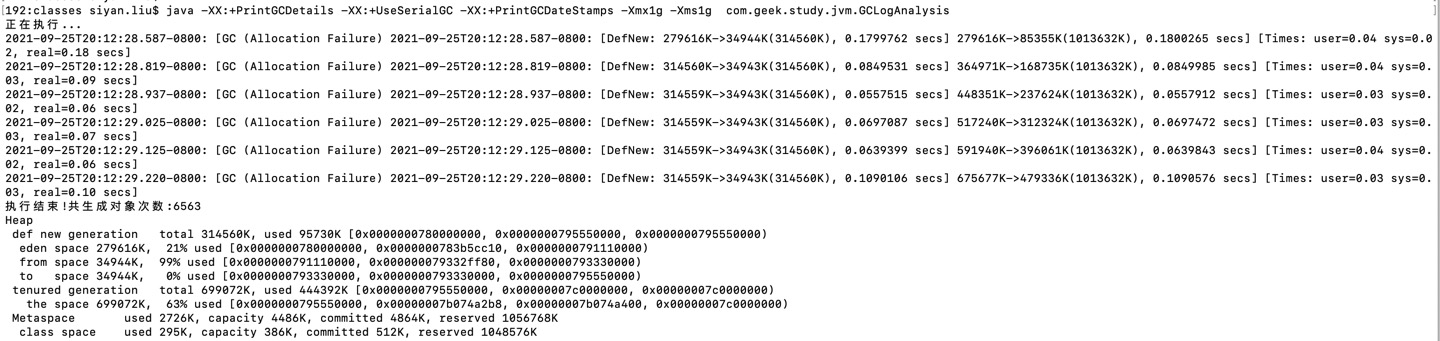 [192:classes siyan.liu$ java -XX:+PrintGCDetails -XX:+UseSerialGC -XX:+PrintGCDateStamps -Xmx1g -Xms1g  com.geek.study.jvm.GCLogAnalysis ]
正在执行...
2021-09-25T20:12:28.587-0800: [GC (Allocation Failure) 2021-09-25T20:12:28.587-0800: [DefNew: 279616K->34944K(314560K), 0.1799762 secs] 279616K->85355K(1013632K), 0.1800265 secs] [Times: user=0.04 sys=0.0
2, real=0.18 secs]
2021-09-25T20:12:28.819-0800: [GC (Allocation Failure) 2021-09-25T20:12:28.819-0800: [DefNew: 314560K->34943K(314560K), 0.0849531 secs] 364971K->168735K(1013632K), 0.0849985 secs] [Times: user=0.04 sys=0.
03, real=0.09 secs]
2021-09-25T20:12:28.937-0800: [GC (Allocation Failure) 2021-09-25T20:12:28.937-0800: [DefNew: 314559K->34943K(314560K), 0.0557515 secs] 448351K->237624K(1013632K), 0.0557912 secs] [Times: user=0.03 sys=0.
02, real=0.06 secs]
2021-09-25T20:12:29.025-0800: [GC (Allocation Failure) 2021-09-25T20:12:29.025-0800: [DefNew: 314559K->34943K(314560K), 0.0697087 secs] 517240K->312324K(1013632K), 0.0697472 secs] [Times: user=0.03 sys=0.
03, real=0.07 secs]
2021-09-25T20:12:29.125-0800: [GC (Allocation Failure) 2021-09-25T20:12:29.125-0800: [DefNew: 314559K->34943K(314560K), 0.0639399 secs] 591940K->396061K(1013632K), 0.0639843 secs] [Times: user=0.04 sys=0.
02, real=0.06 secs]
2021-09-25T20:12:29.220-0800: [GC (Allocation Failure) 2021-09-25T20:12:29.220-0800: [DefNew: 314559K->34943K(314560K), 0.1090106 secs] 675677K->479336K(1013632K), 0.1090576 secs] [Times: user=0.03 sys=0.
03, real=0.10 secs]
执行结束!共生成对象次数:6563
Heap
 def new generation   total 314560K, used 95730K [0x0000000780000000, 0x0000000795550000, 0x0000000795550000)
  eden space 279616K,  21% used [0x0000000780000000, 0x0000000783b5cc10, 0x0000000791110000)
  from space 34944K,  99% used [0x0000000791110000, 0x000000079332ff80, 0x0000000793330000)
  to   space 34944K,   0% used [0x0000000793330000, 0x0000000793330000, 0x0000000795550000)
 tenured generation   total 699072K, used 444392K [0x0000000795550000, 0x00000007c0000000, 0x00000007c0000000)
   the space 699072K,  63% used [0x0000000795550000, 0x00000007b074a2b8, 0x00000007b074a400, 0x00000007c0000000)
 Metaspace       used 2726K, capacity 4486K, committed 4864K, reserved 1056768K
  class space    used 295K, capacity 386K, committed 512K, reserved 1048576K